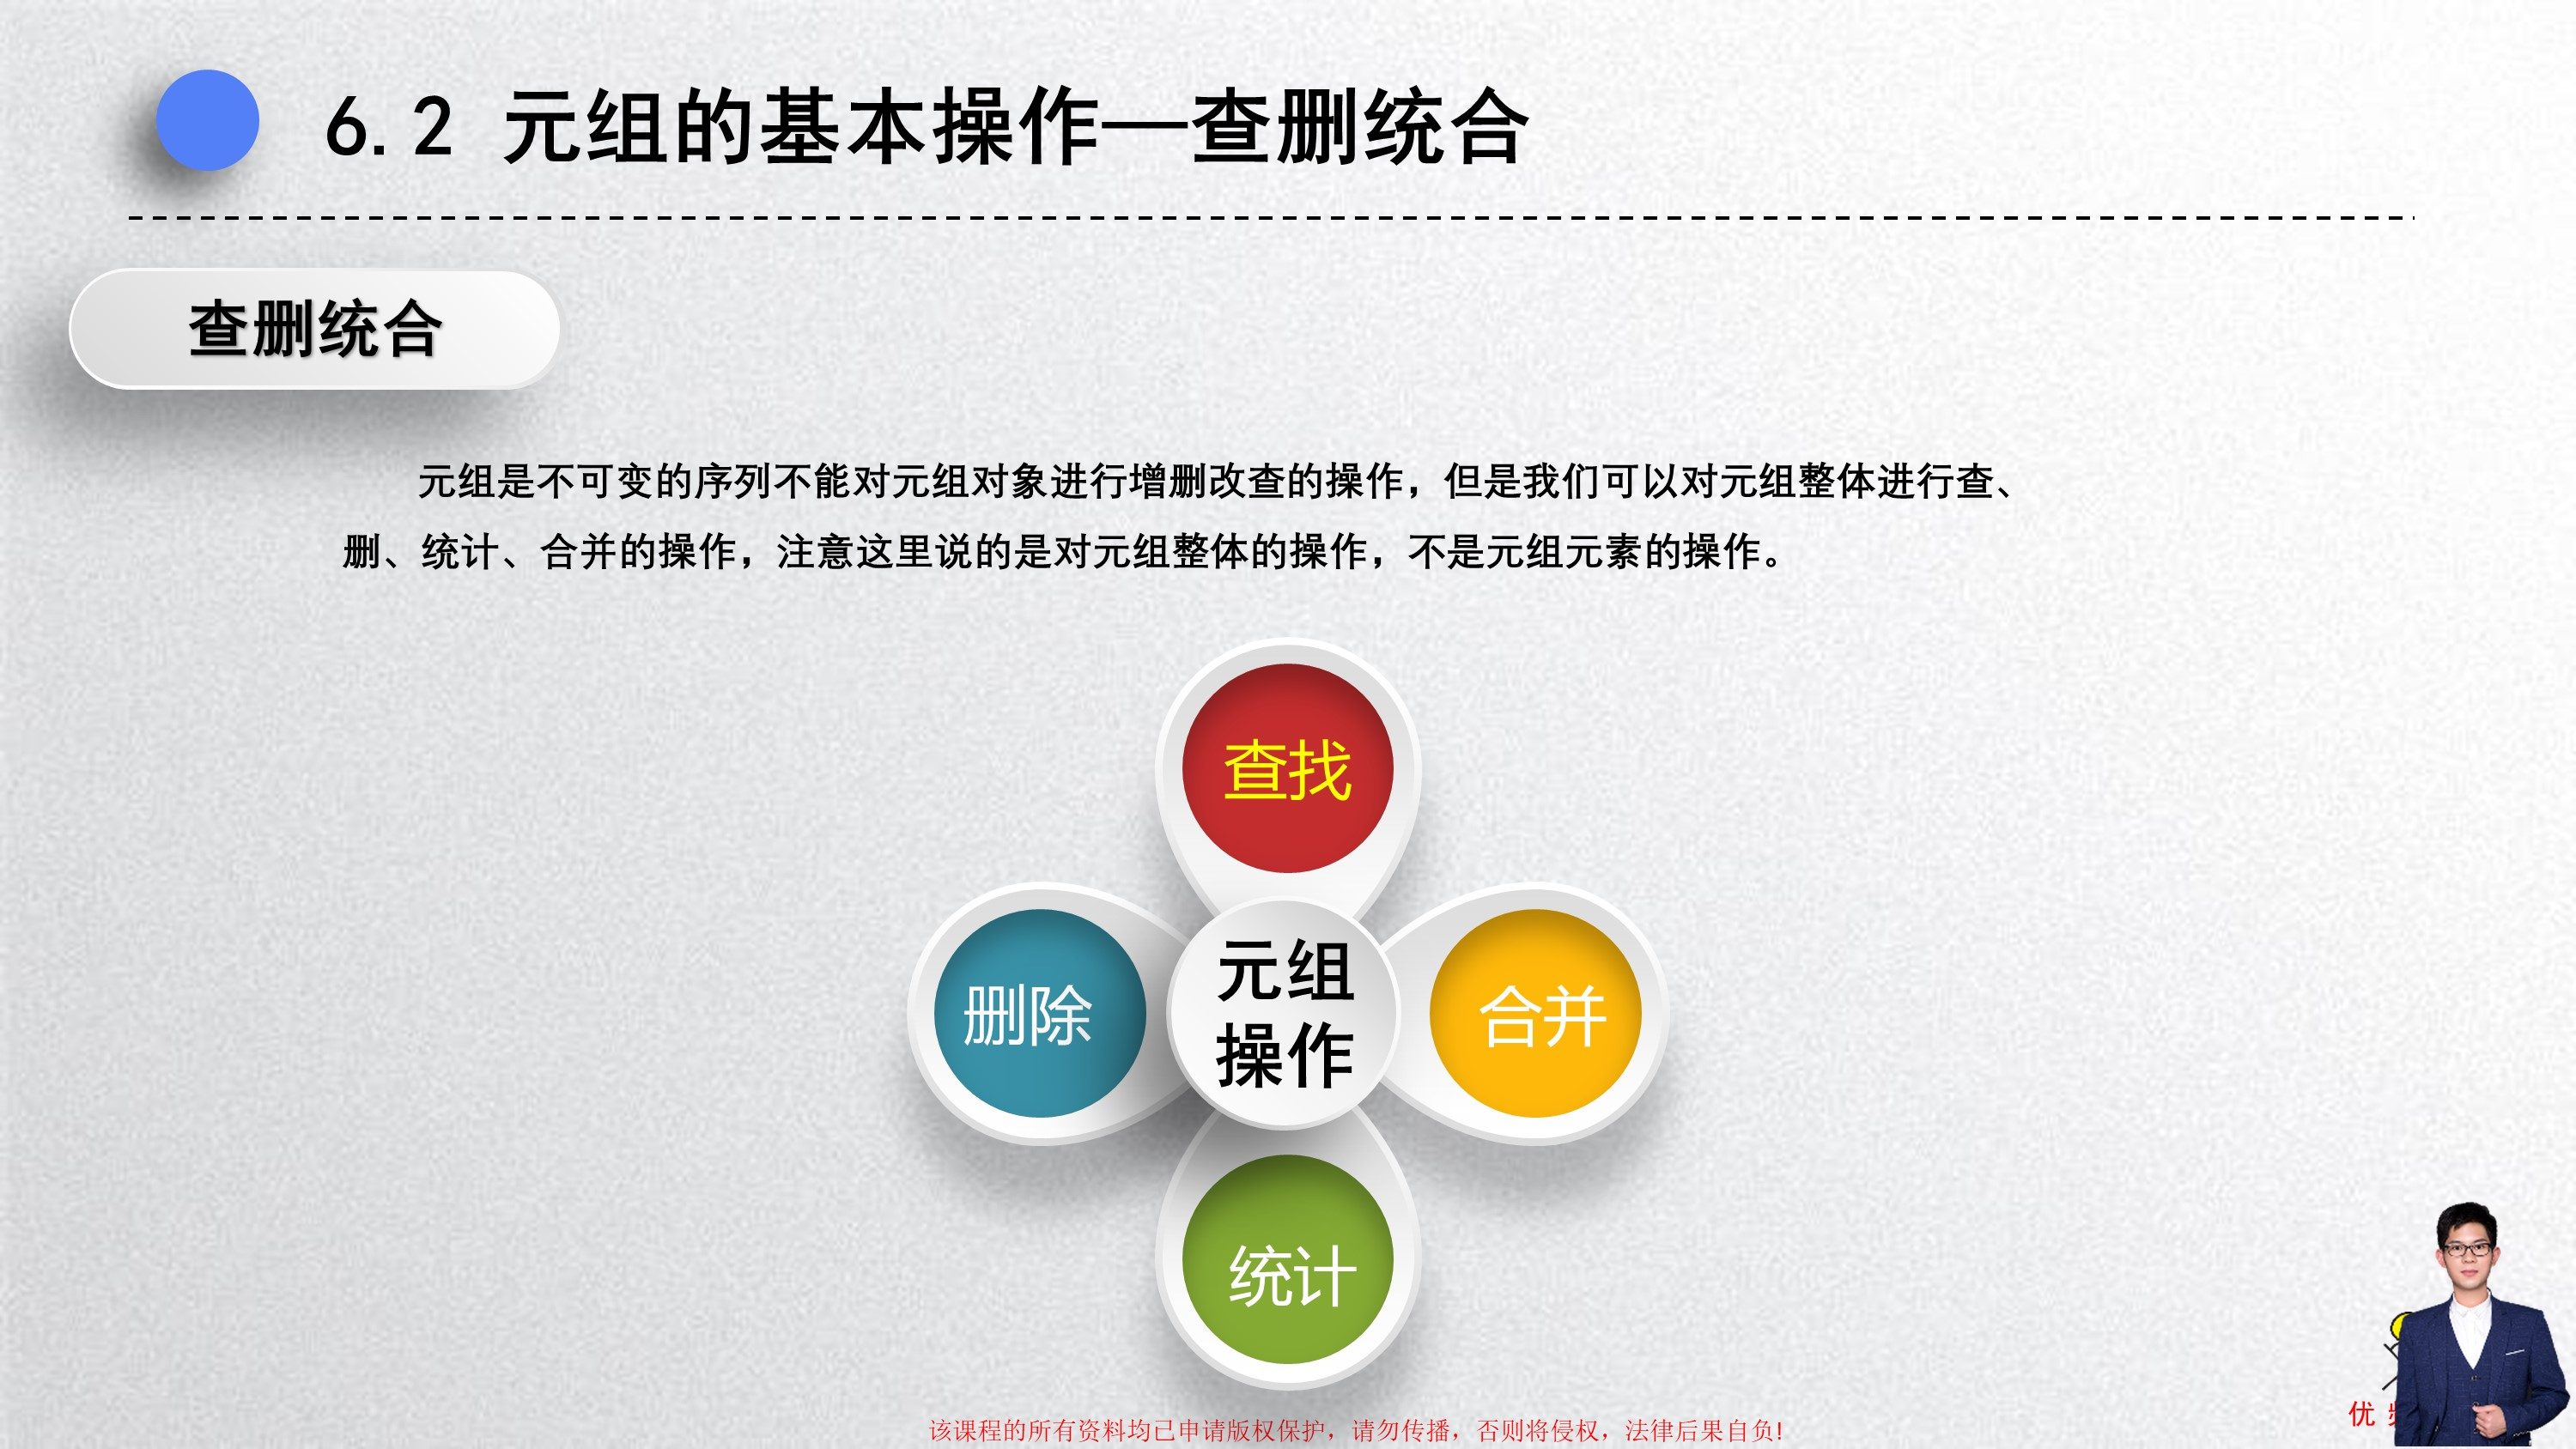 6.2 元组的基本操作—查删统合
查删统合
元组是不可变的序列不能对元组对象进行增删改查的操作，但是我们可以对元组整体进行查、
删、统计、合并的操作，注意这里说的是对元组整体的操作，不是元组元素的操作。
查找
删除
元组
操作
合并
统计
优
该课程的所有资料均已申请版权保护，请勿传播，否则将侵权，法律后果自负！